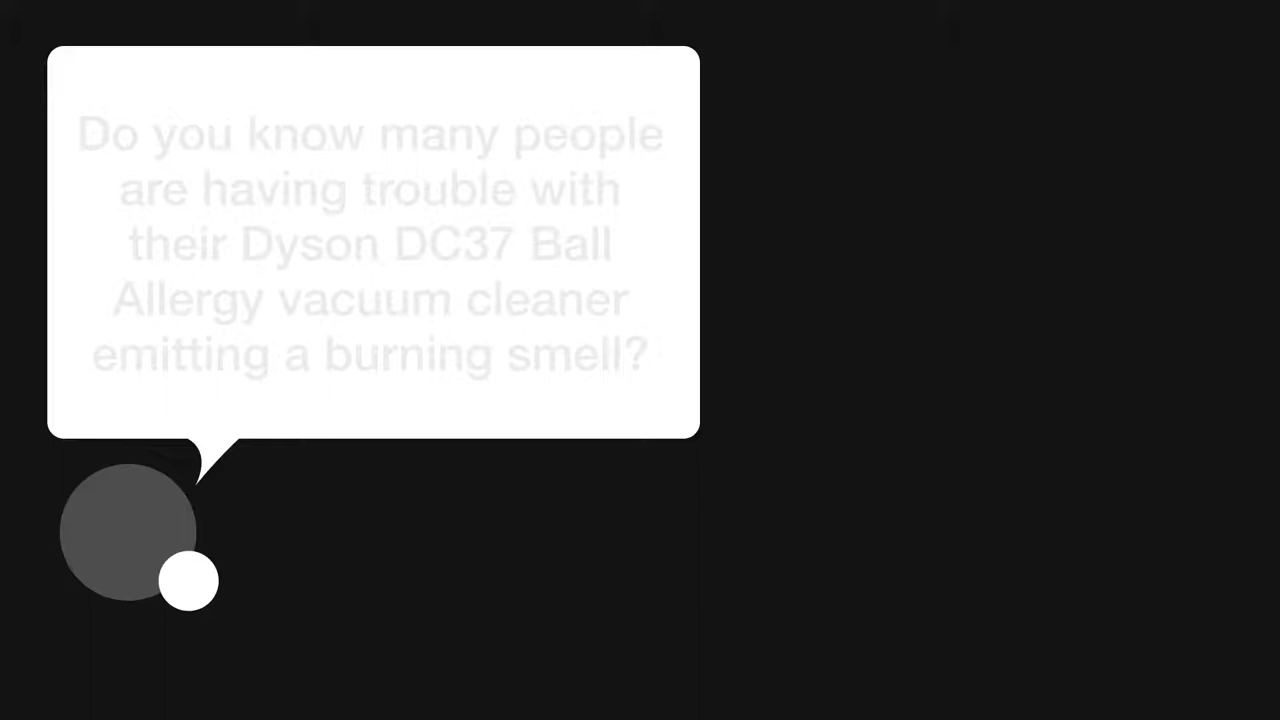 Do you know many people
are having trouble with
their Dyson DC37 Ball
Allergy vacuum cleaner
emitting a burning smell?